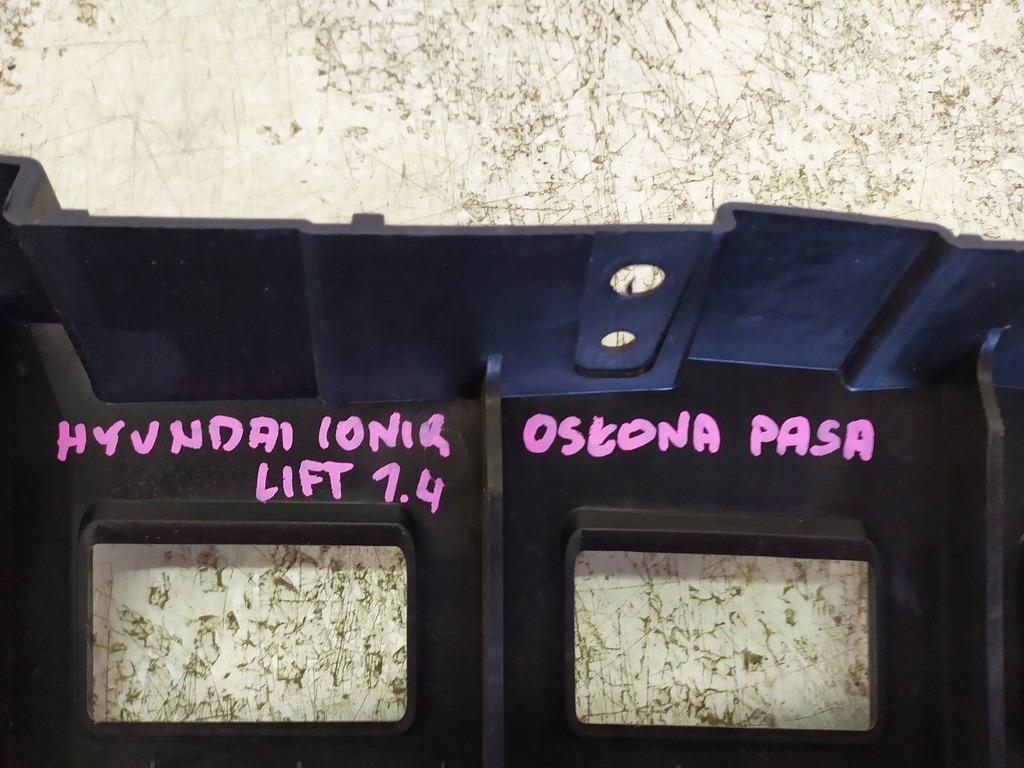 HYUNDAI IONIQ
LIFT 1.4
OSŁONA PASA